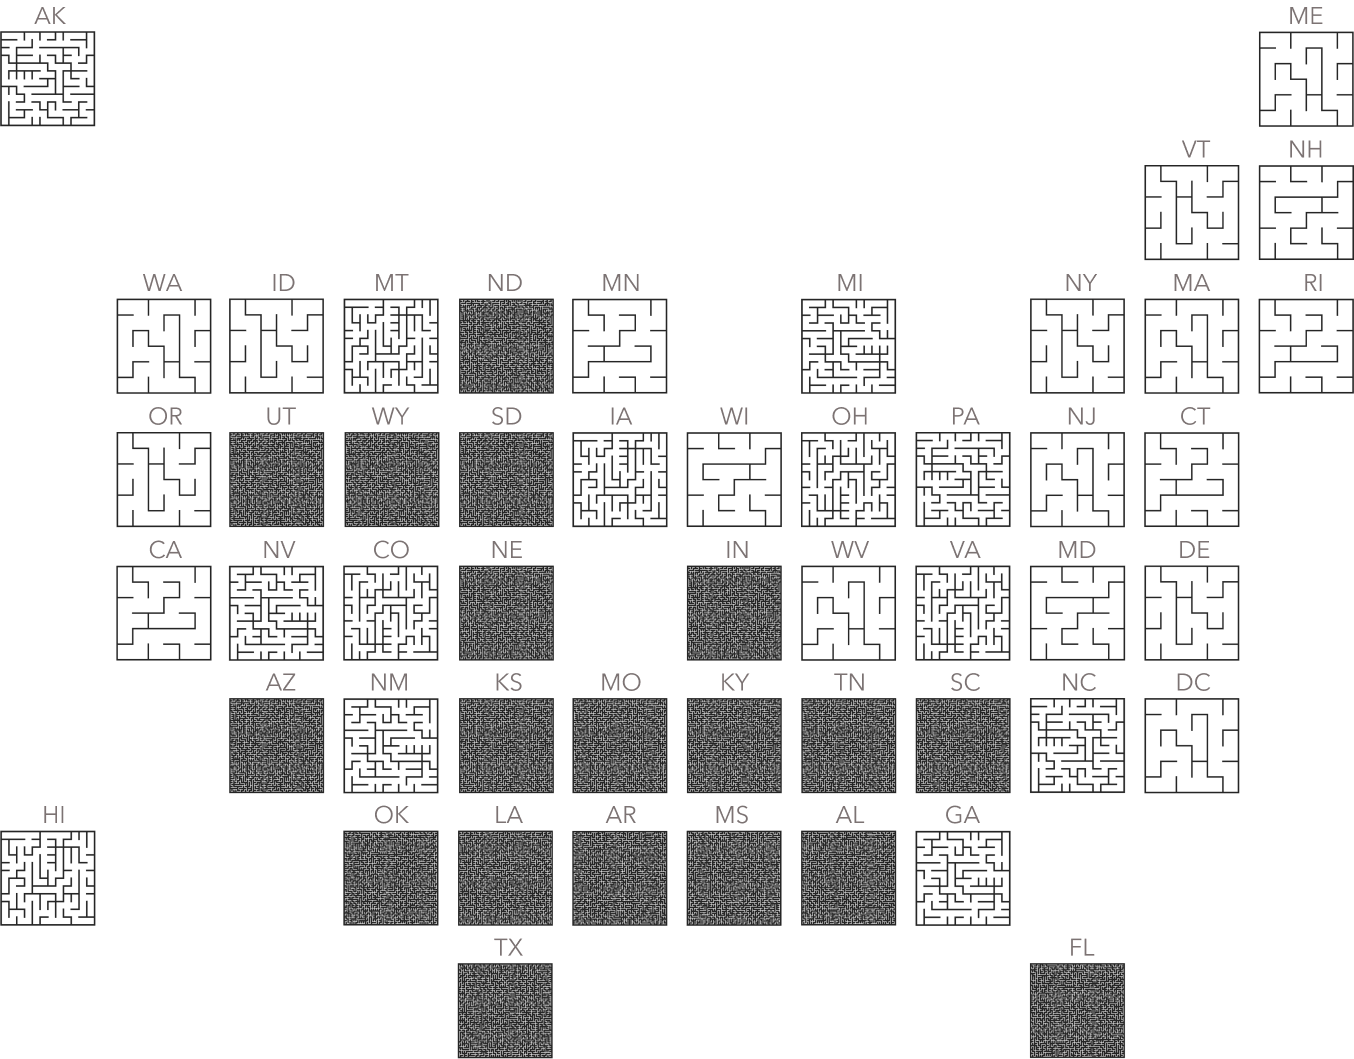 AK ME
VT NH
WA ID MT ND MN MI NY MA RI
OR UT WY SD IA WI OH PA NJ CT
CA NV CO NE IN WV VA MD DE
AZ NM KS MO KY TN SC NC DC
HI OK LA AR MS AL GA
TX FL